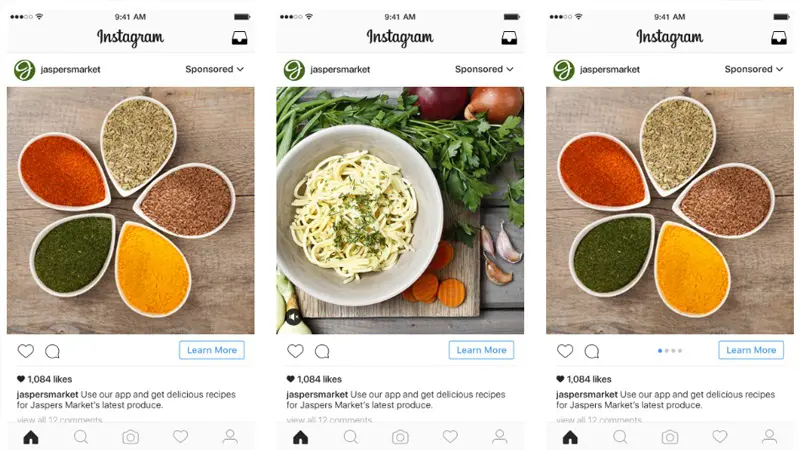 9:41 AM
Instagram
jaspersmarket
Sponsored
Learn More
1,084 likes
jaspersmarket Use our app and get delicious recipes
for Jaspers Market's latest produce.
view all 12 comments
9:41 AM
Instagram
jaspersmarket
Sponsored
Learn More
1,084 likes
jaspersmarket Use our app and get delicious recipes
for Jaspers Market's latest produce.
view all 12 comments
9:41 AM
Instagram
jaspersmarket
Sponsored
Learn More
1,084 likes
jaspersmarket Use our app and get delicious recipes
for Jaspers Market's latest produce.
view all 12 comments